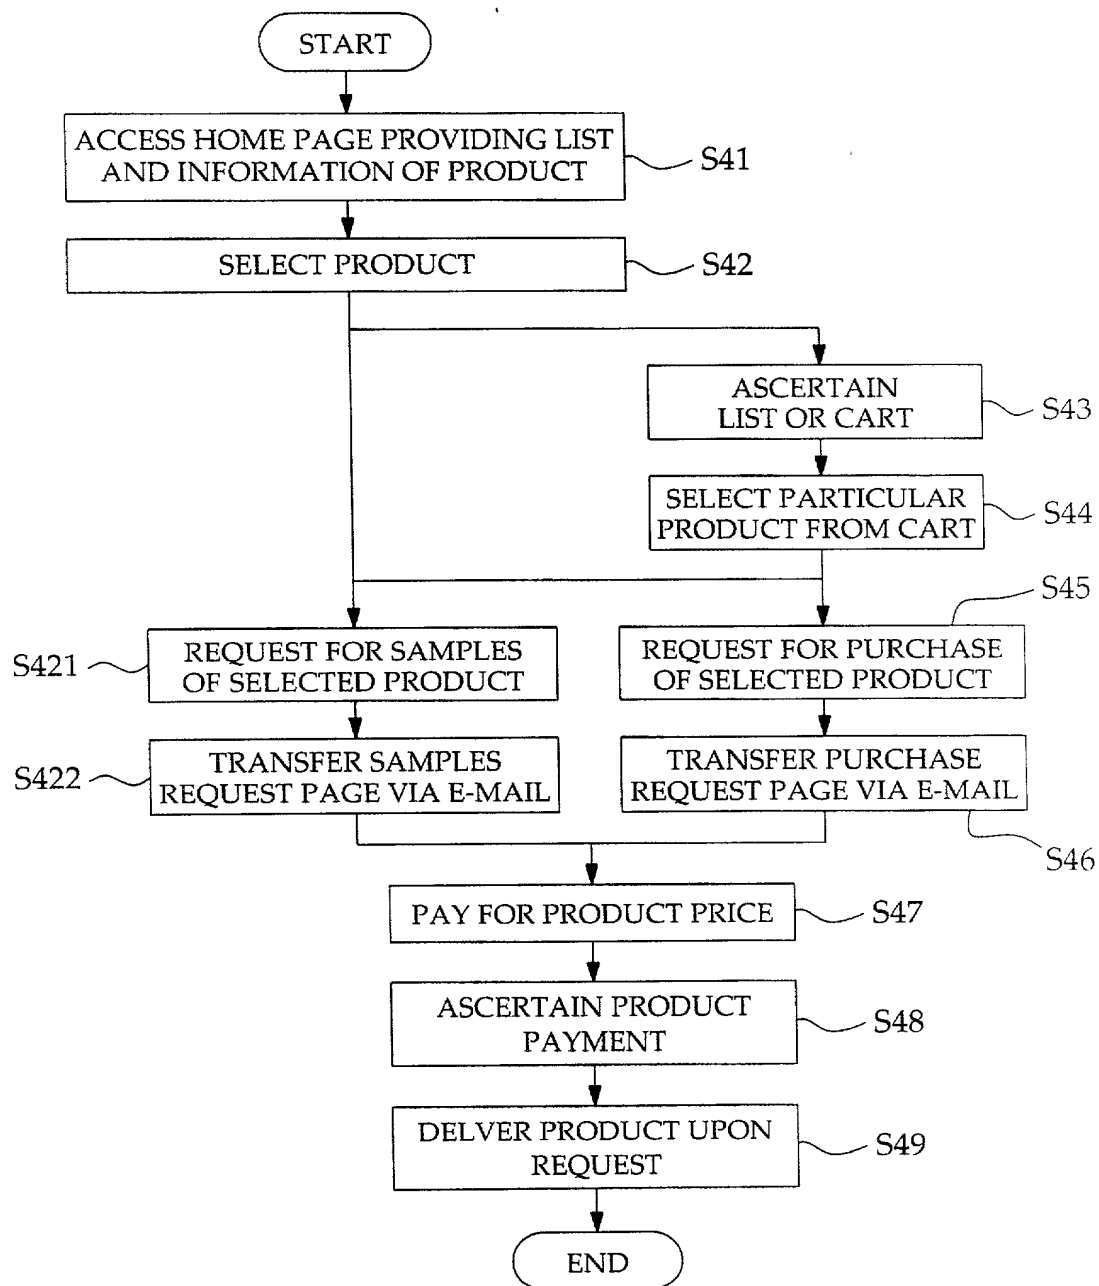 START
ACCESS HOME PAGE PROVIDING LIST
AND INFORMATION OF PRODUCT
S41
SELECT PRODUCT
S42
ASCERTAIN
LIST OR CART
S43
SELECT PARTICULAR
PRODUCT FROM CART
S44
S45
S421
REQUEST FOR SAMPLES
OF SELECTED PRODUCT
REQUEST FOR PURCHASE
OF SELECTED PRODUCT
S422
TRANSFER SAMPLES
REQUEST PAGE VIA E-MAIL
TRANSFER PURCHASE
REQUEST PAGE VIA E-MAIL
S46
PAY FOR PRODUCT PRICE
S47
ASCERTAIN PRODUCT
PAYMENT
S48
DELVER PRODUCT UPON
REQUEST
S49
END